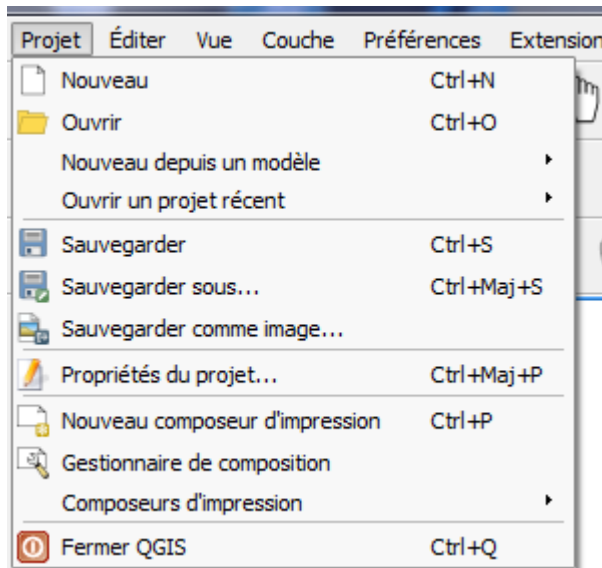 Projet Éditer Vue Couche Préférences Extension
Nouveau Ctrl+N
Ouvrir Ctrl+O
Nouveau depuis un modèle
Ouvrir un projet récent
Sauvegarder Ctrl+S
Sauvegarder sous... Ctrl+Maj+S
Sauvegarder comme image...
Propriétés du projet... Ctrl+Maj+P
Nouveau composeur d'impression Ctrl+P
Gestionnaire de composition
Composeurs d'impression
Fermer QGIS Ctrl+Q